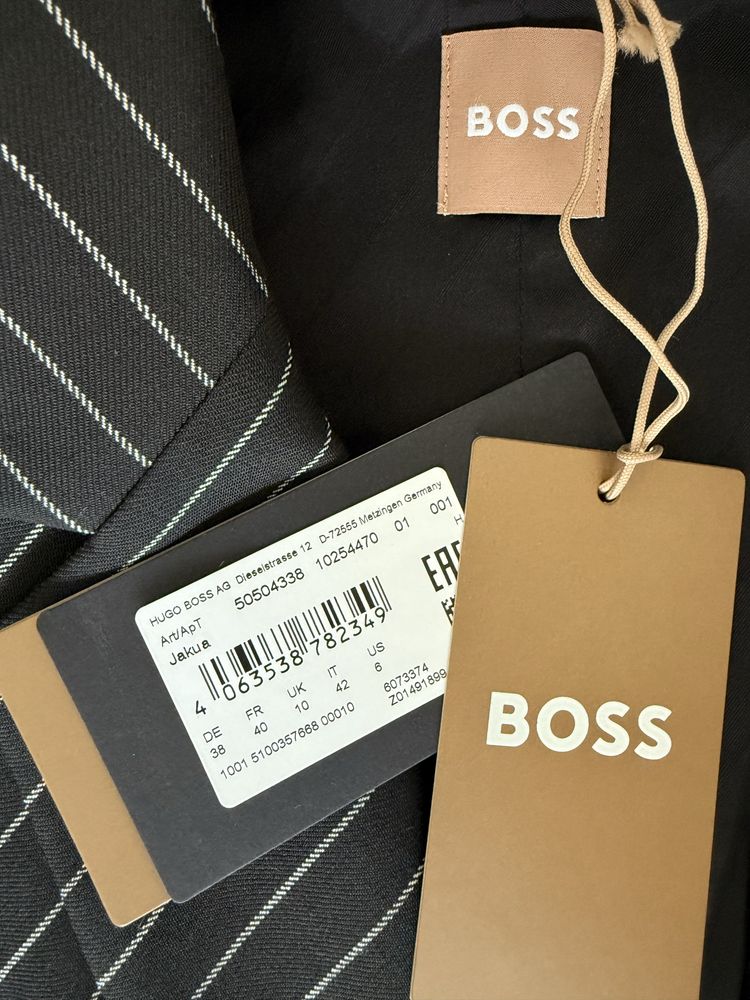 BOSS
HUGO BOSS AG Dieselstrasse 12 D-72555 Metzingen Germany
Art/ApT 50504338 10254470 01 001
Jakua
EAC
4 063538 782349
DE FR UK IT US
38 40 10 42 6
6073374
1001 5100357668 00010 Z01491899
BOSS